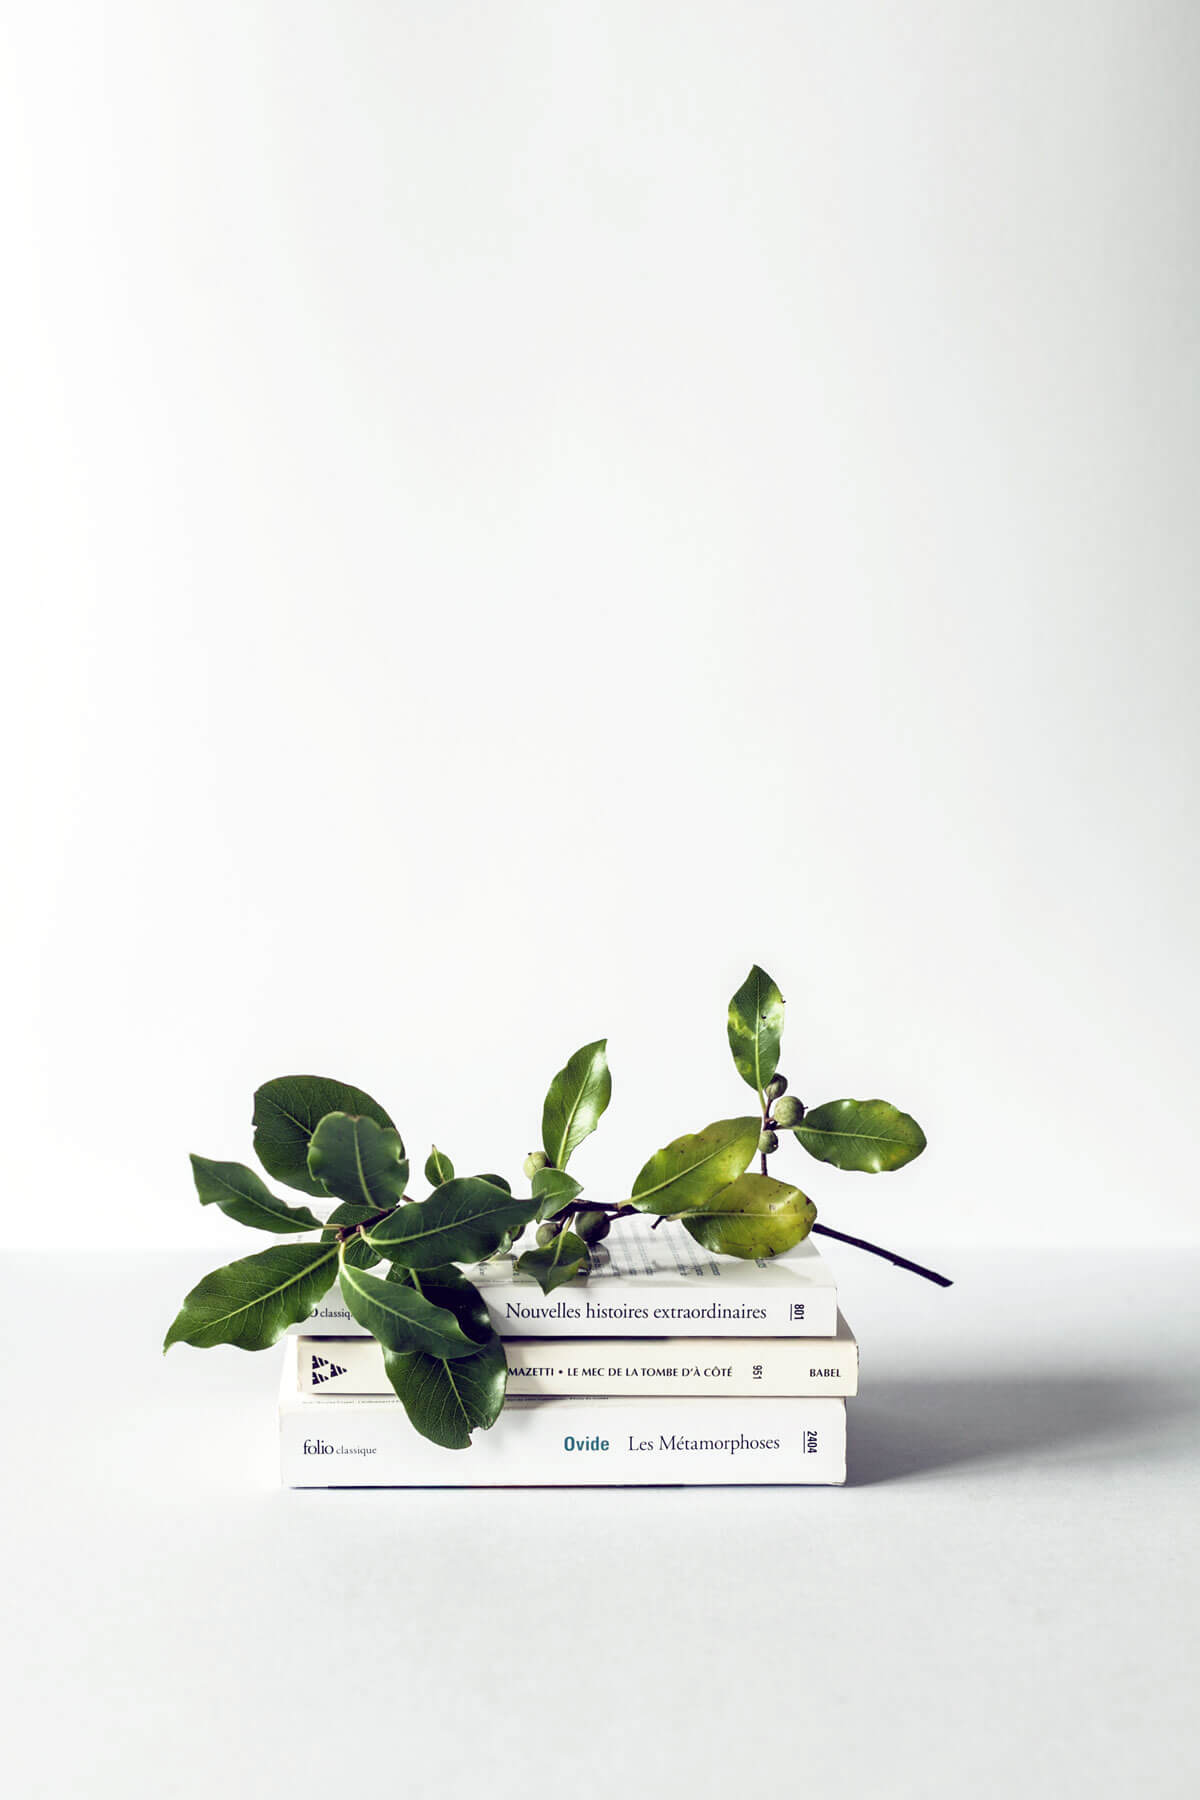 classiq Nouvelles histoires extraordinaires 801
MAZETTI • LE MEC DE LA TOMBE D'À CÔTÉ 951 BABEL
folio classique Ovide Les Métamorphoses 2404